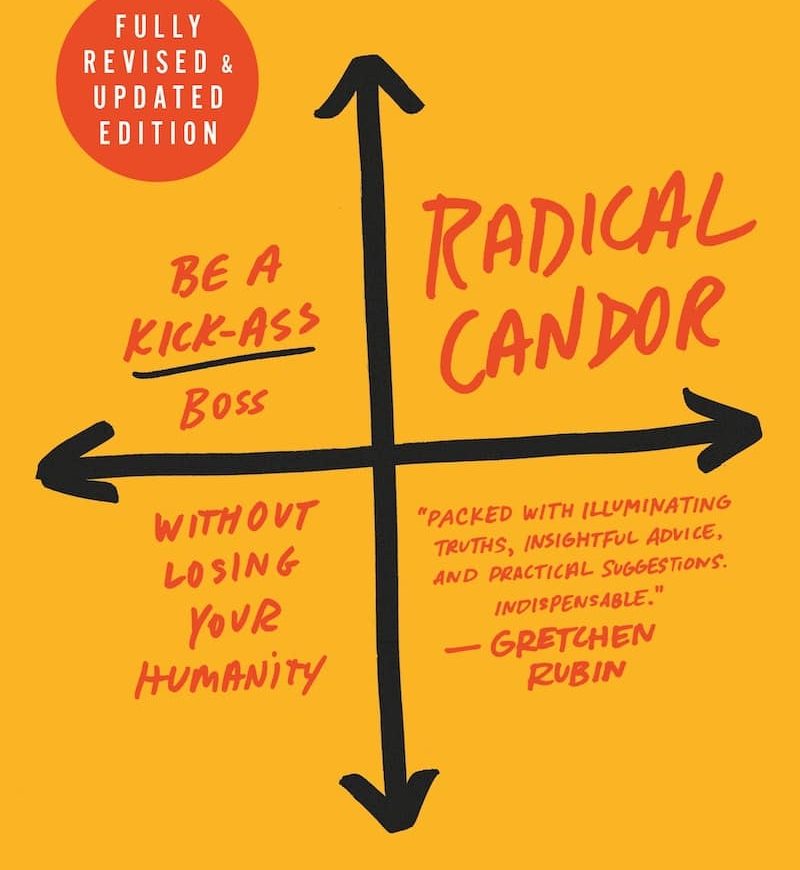 FULLY
REVISED &
UPDATED
EDITION
RADICAL
CANDOR
BE A
KICK-ASS
BOSS
WITHOUT
LOSING
YOUR
HUMANITY
"PACKED WITH ILLUMINATING
TRUTHS, INSIGHTFUL ADVICE,
AND PRACTICAL SUGGESTIONS.
INDISPENSABLE."
— GRETCHEN
RUBIN